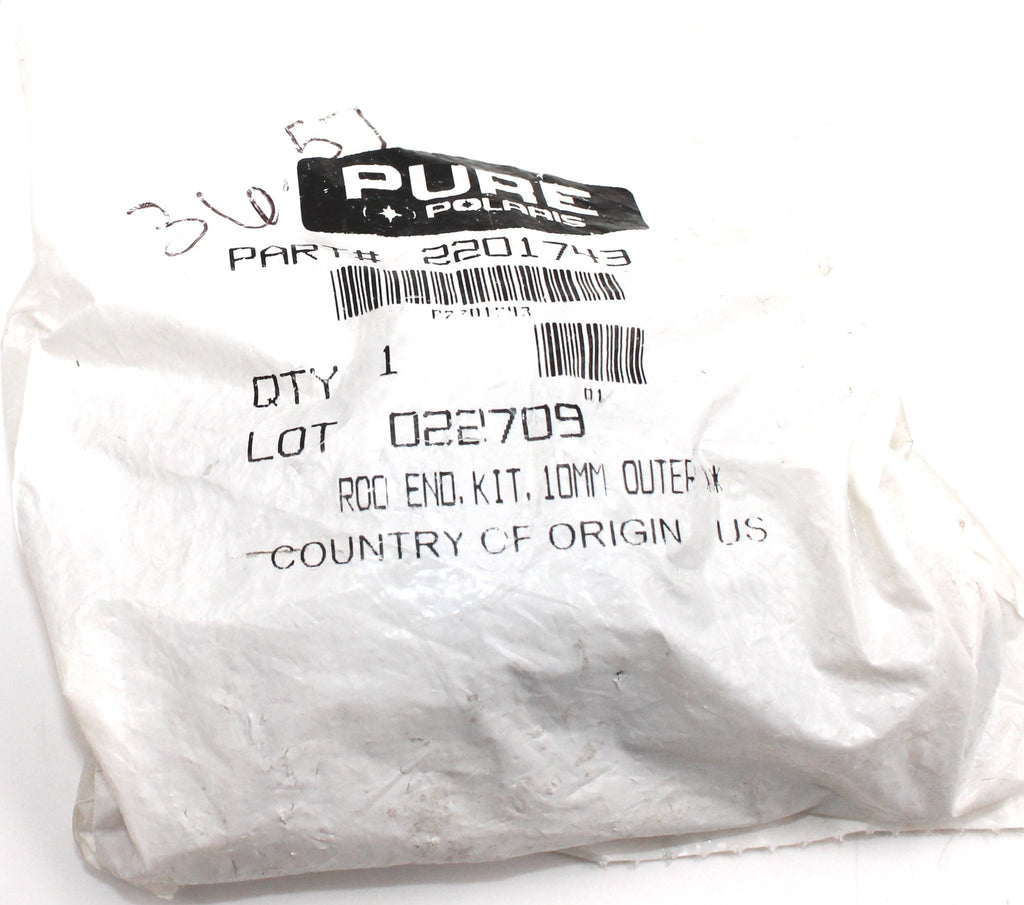 36.57
PURE
POLARIS
PART# 2201743
QTY 1
01
LOT 022709
ROD END, KIT, 10MM OUTER
COUNTRY OF ORIGIN US